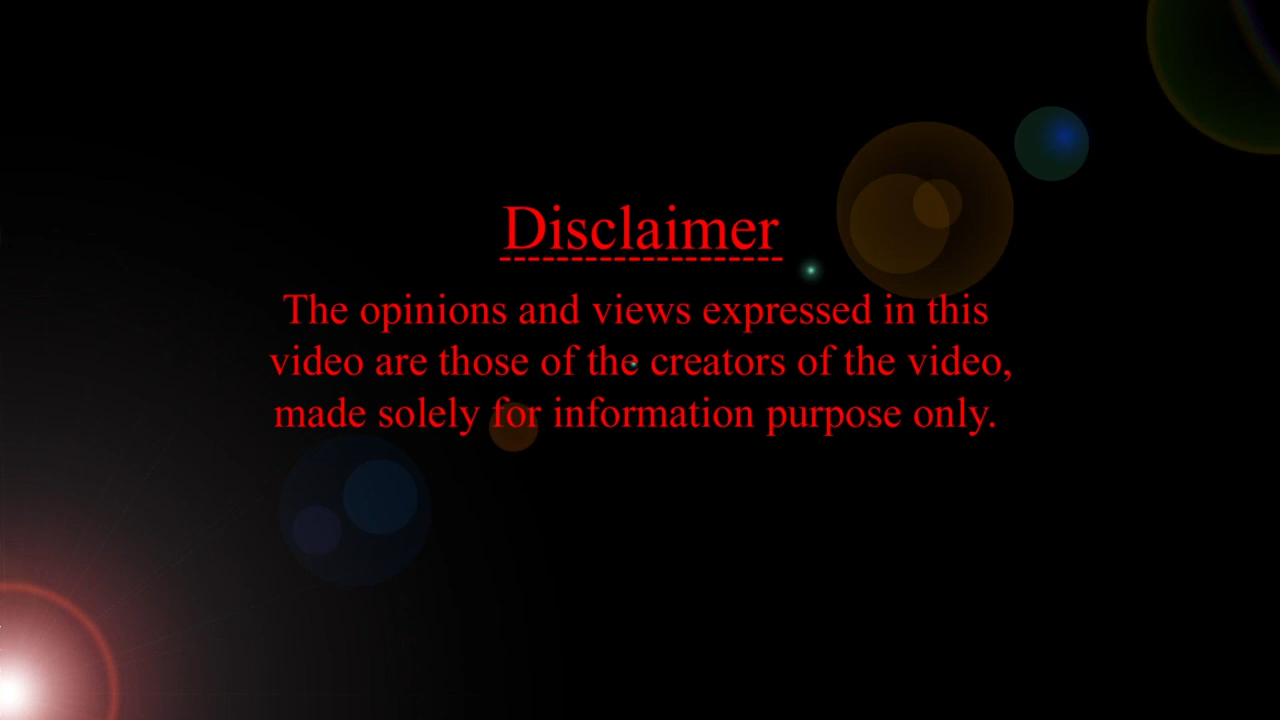 Disclaimer
The opinions and views expressed in this
video are those of the creators of the video,
made solely for information purpose only.